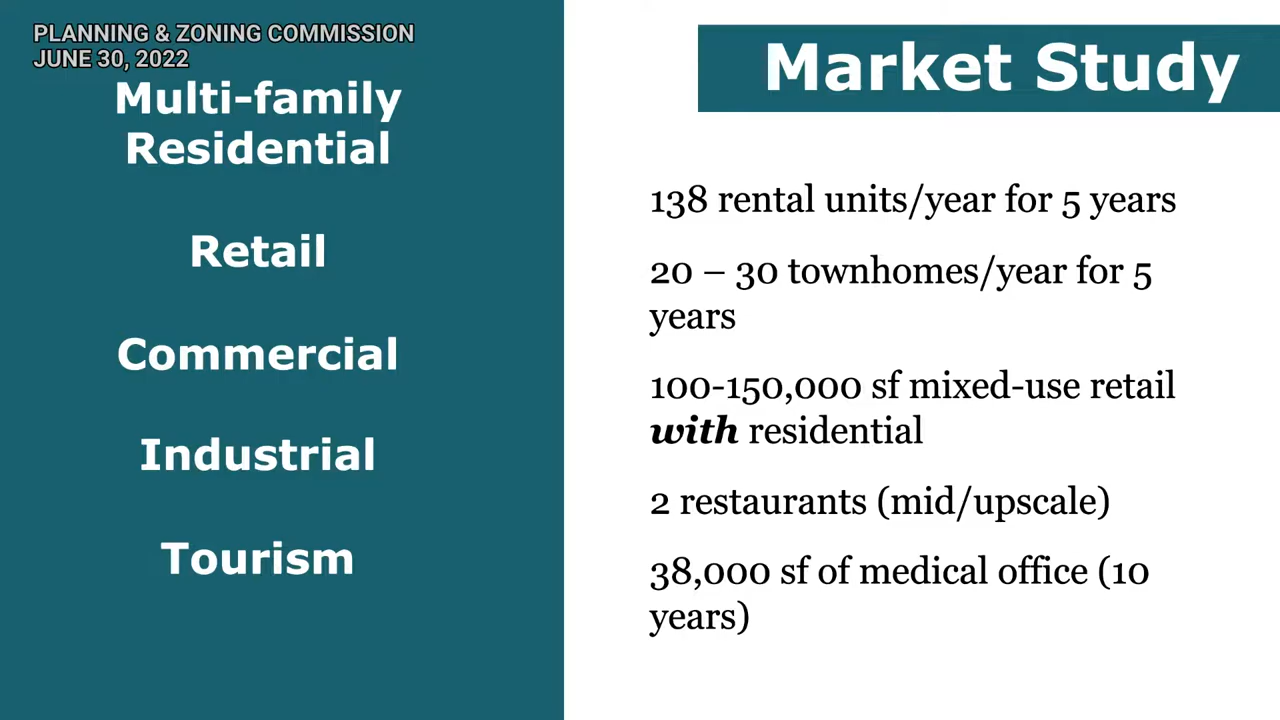 PLANNING & ZONING COMMISSION
JUNE 30, 2022
Multi-family
Residential
Retail
Commercial
Industrial
Tourism
Market Study
138 rental units/year for 5 years
20 – 30 townhomes/year for 5
years
100-150,000 sf mixed-use retail
with residential
2 restaurants (mid/upscale)
38,000 sf of medical office (10
years)